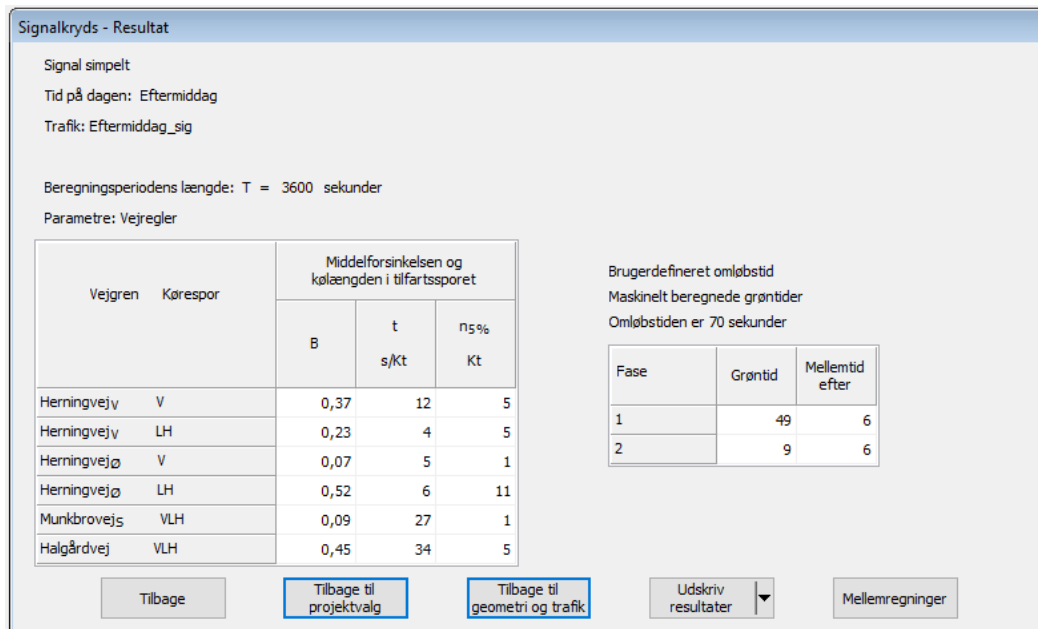 Signalkryds - Resultat
Signal simpelt
Tid på dagen: Eftermiddag
Trafik: Eftermiddag_sig
Beregningsperiodens længde: T = 3600 sekunder
Parametre: Vejregler
Vejgren Kørespor
Middelforsinkelsen og
kølængden i tilfartssporet
B
t
s/Kt
n5%
Kt
Herningvejv V 0,37 12 5
Herningvejv LH 0,23 4 5
Herningvejø V 0,07 5 1
Herningvejø LH 0,52 6 11
Munkbrovejs VLH 0,09 27 1
Halgårdvej VLH 0,45 34 5
Brugerdefineret omløbstid
Maskinelt beregnede grøntider
Omløbstiden er 70 sekunder
Fase Grøntid Mellemtid
efter
1 49 6
2 9 6
Tilbage
Tilbage til
projektvalg
Tilbage til
geometri og trafik
Udskriv
resultater
Mellemregninger